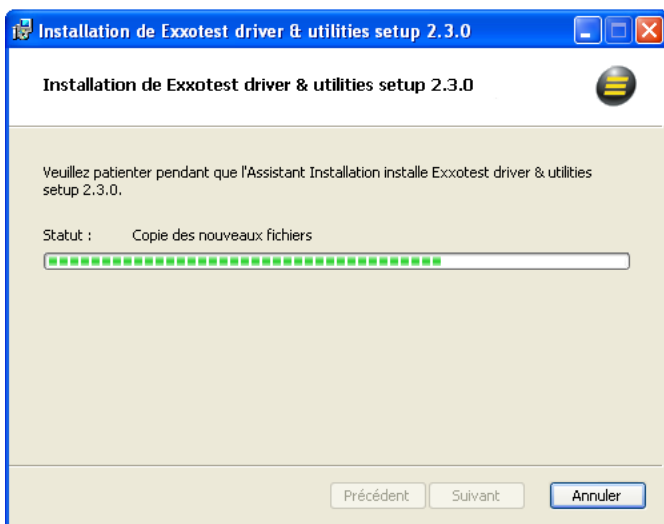 Installation de Exxotest driver & utilities setup 2.3.0
Installation de Exxotest driver & utilities setup 2.3.0
Veuillez patienter pendant que l'Assistant Installation installe Exxotest driver & utilities
setup 2.3.0.
Statut : Copie des nouveaux fichiers
Précédent Suivant Annuler